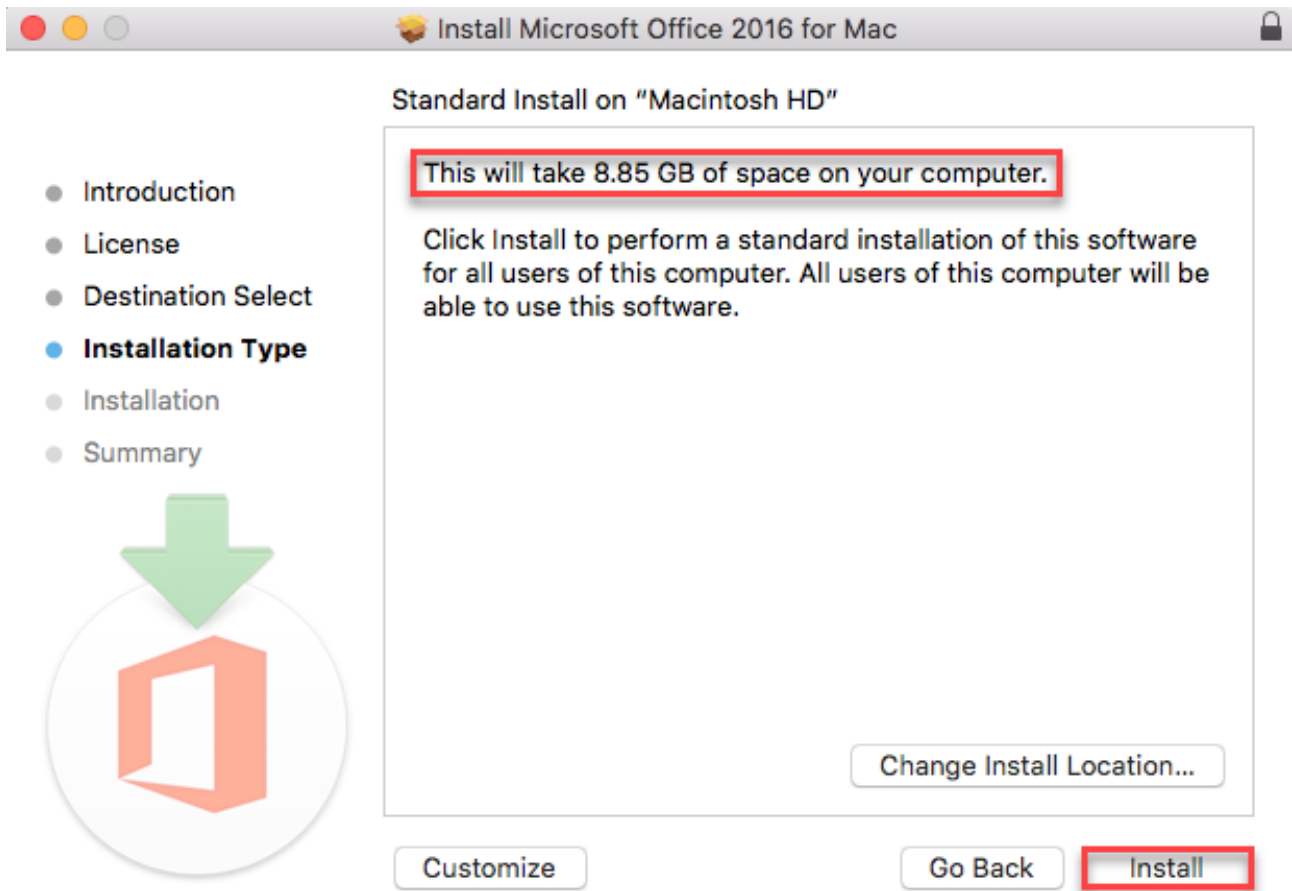 Install Microsoft Office 2016 for Mac
Standard Install on “Macintosh HD”
Introduction
License
Destination Select
Installation Type
Installation
Summary
This will take 8.85 GB of space on your computer.
Click Install to perform a standard installation of this software
for all users of this computer. All users of this computer will be
able to use this software.
Change Install Location...
Customize
Go Back
Install